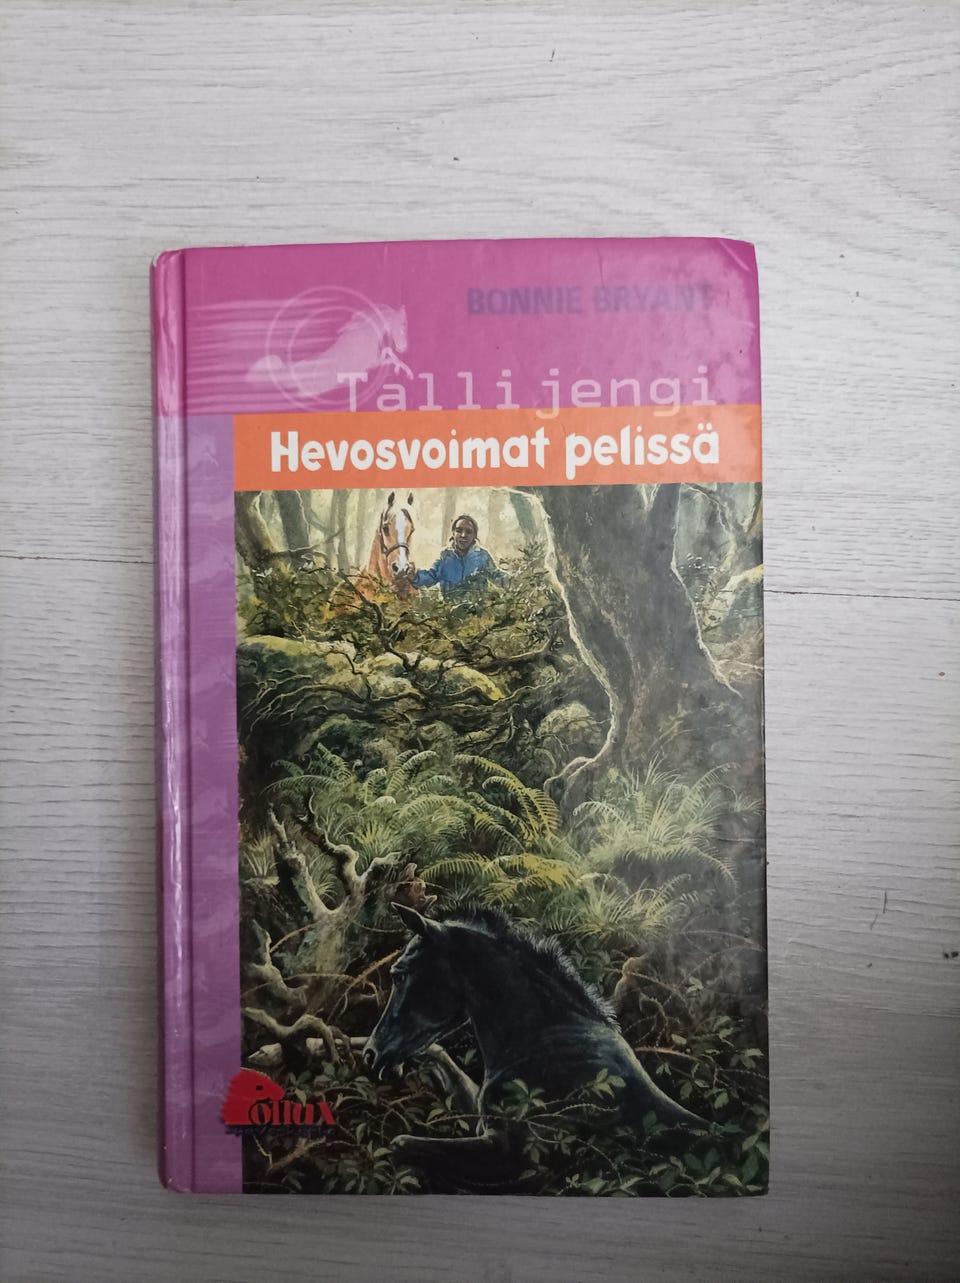 BONNIE BRYANT
Tallijengi
Hevosvoimat pelissä
Pollux